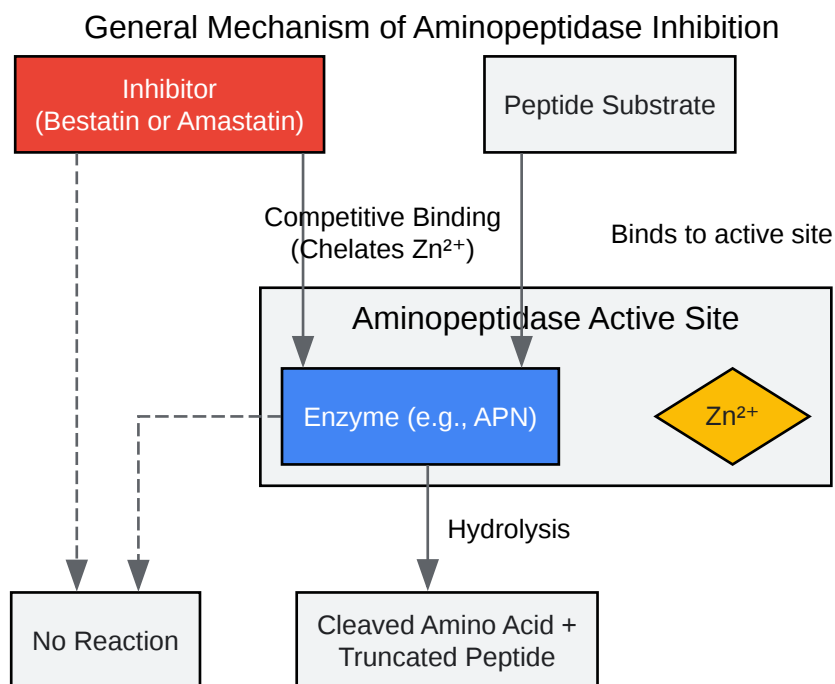 General Mechanism of Aminopeptidase Inhibition
Inhibitor
(Bestatin or Amastatin)
Peptide Substrate
Competitive Binding
(Chelates Zn²⁺)
Binds to active site
Aminopeptidase Active Site
Enzyme (e.g., APN)
Zn²⁺
Hydrolysis
No Reaction
Cleaved Amino Acid +
Truncated Peptide